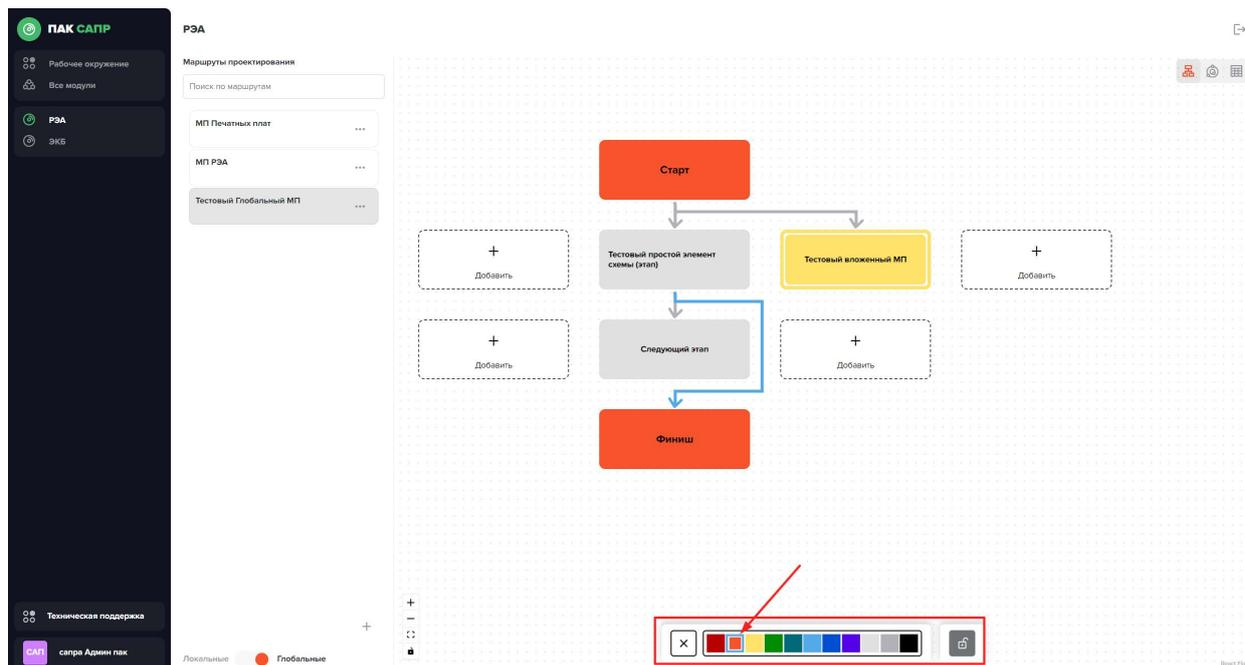 ПАК САПР
Рабочее окружение
Все модули
РЭА
ЭКБ
Техническая поддержка
САП
сапра Админ пак
РЭА
Маршруты проектирования
Поиск по маршрутам
МП Печатных плат
МП РЭА
Тестовый Глобальный МП
Локальные
Глобальные
Старт
Добавить
Тестовый простой элемент
схемы (этап)
Тестовый вложенный МП
Добавить
Добавить
Следующий этап
Добавить
Финиш